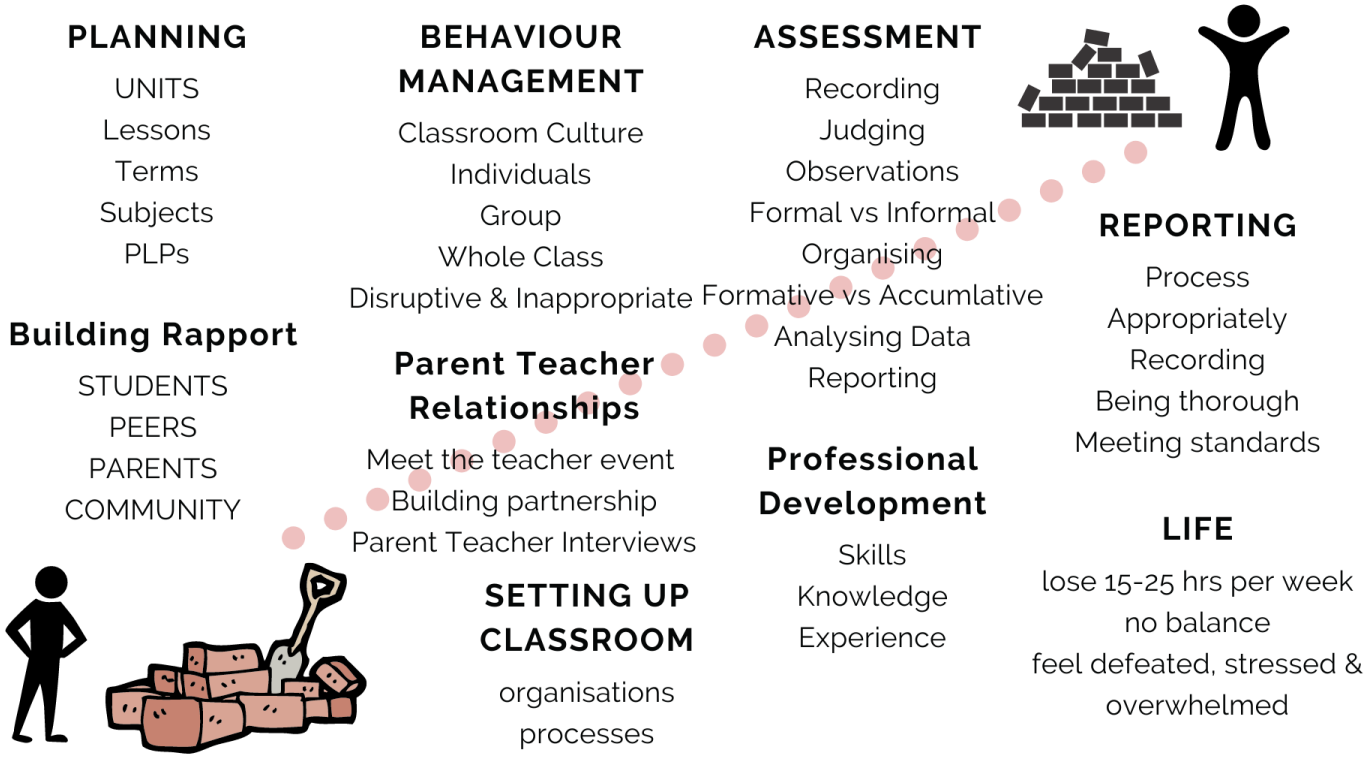 PLANNING
UNITS
Lessons
Terms
Subjects
PLPs
Building Rapport
STUDENTS
PEERS
PARENTS
COMMUNITY
BEHAVIOUR
MANAGEMENT
Classroom Culture
Individuals
Group
Whole Class
Disruptive & Inappropriate
Parent Teacher
Relationships
Meet the teacher event
Building partnership
Parent Teacher Interviews
SETTING UP
CLASSROOM
organisations
processes
ASSESSMENT
Recording
Judging
Observations
Formal vs Informal
Organising
Formative vs Accumlative
Analysing Data
Reporting
Professional
Development
Skills
Knowledge
Experience
REPORTING
Process
Appropriately
Recording
Being thorough
Meeting standards
LIFE
lose 15-25 hrs per week
no balance
feel defeated, stressed &
overwhelmed